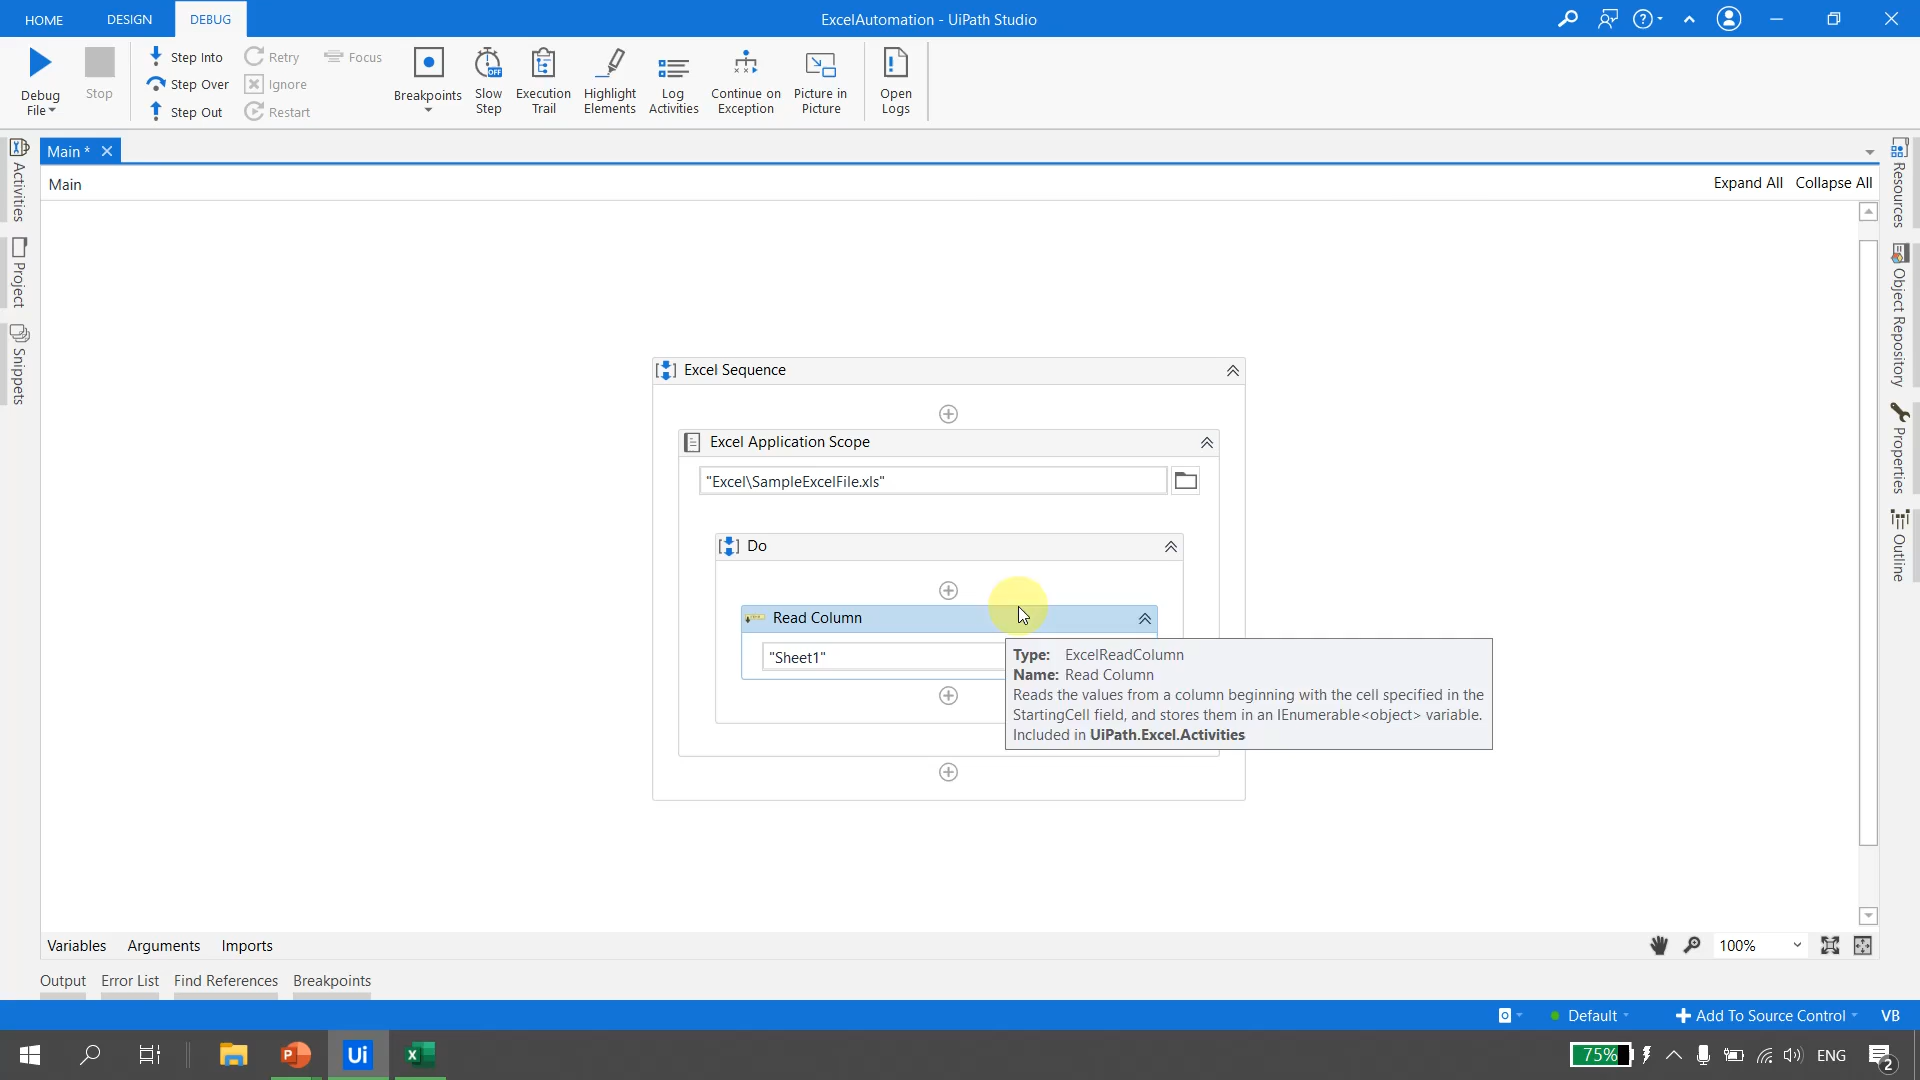 HOME DESIGN DEBUG ExcelAutomation - UiPath Studio
Debug File
Stop
Step Into
Step Over
Step Out
Retry
Ignore
Restart
Focus
Breakpoints
Slow Step
OFF
Execution Trail
Highlight Elements
Log Activities
Continue on Exception
Picture in Picture
Open Logs
Main *
Main
Expand All Collapse All
Activities
Project
Snippets
Resources
Object Repository
Properties
Outline
Excel Sequence
Excel Application Scope
"Excel\SampleExcelFile.xls"
Do
Read Column
"Sheet1"
Type: ExcelReadColumn
Name: Read Column
Reads the values from a column beginning with the cell specified in the
StartingCell field, and stores them in an IEnumerable<object> variable.
Included in UiPath.Excel.Activities
Variables Arguments Imports
100%
Output Error List Find References Breakpoints
Default Add To Source Control VB
P
Ui
X
75%
ENG
2